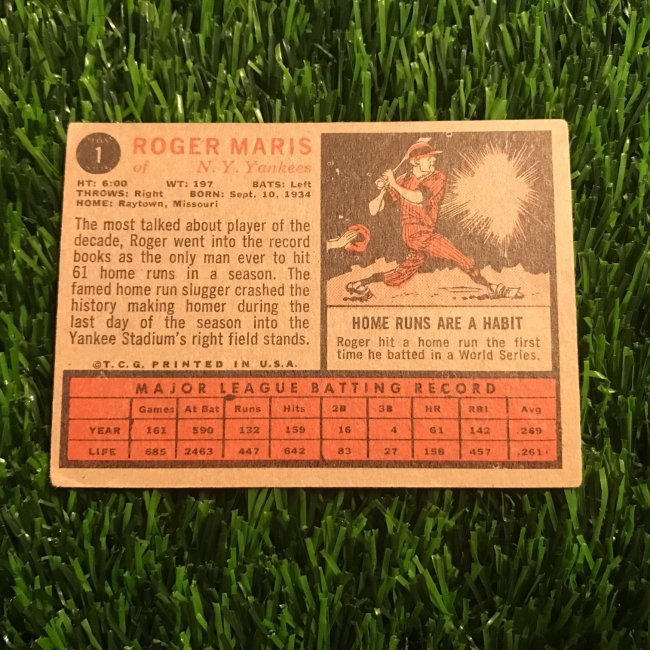 1
ROGER MARIS
of N. Y. Yankees
HT: 6:00 WT: 197 BATS: Left
THROWS: Right BORN: Sept. 10, 1934
HOME: Raytown, Missouri
The most talked about player of the
decade, Roger went into the record
books as the only man ever to hit
61 home runs in a season. The
famed home run slugger crashed the
history making homer during the
last day of the season into the
Yankee Stadium's right field stands.
©T.C.G. PRINTED IN U.S.A.
HOME RUNS ARE A HABIT
Roger hit a home run the first
time he batted in a World Series.
MAJOR LEAGUE BATTING RECORD
Games At Bat Runs Hits 2B 3B HR RBI Avg
YEAR 161 590 132 159 16 4 61 142 .269
LIFE 685 2463 447 642 83 27 158 457 .261